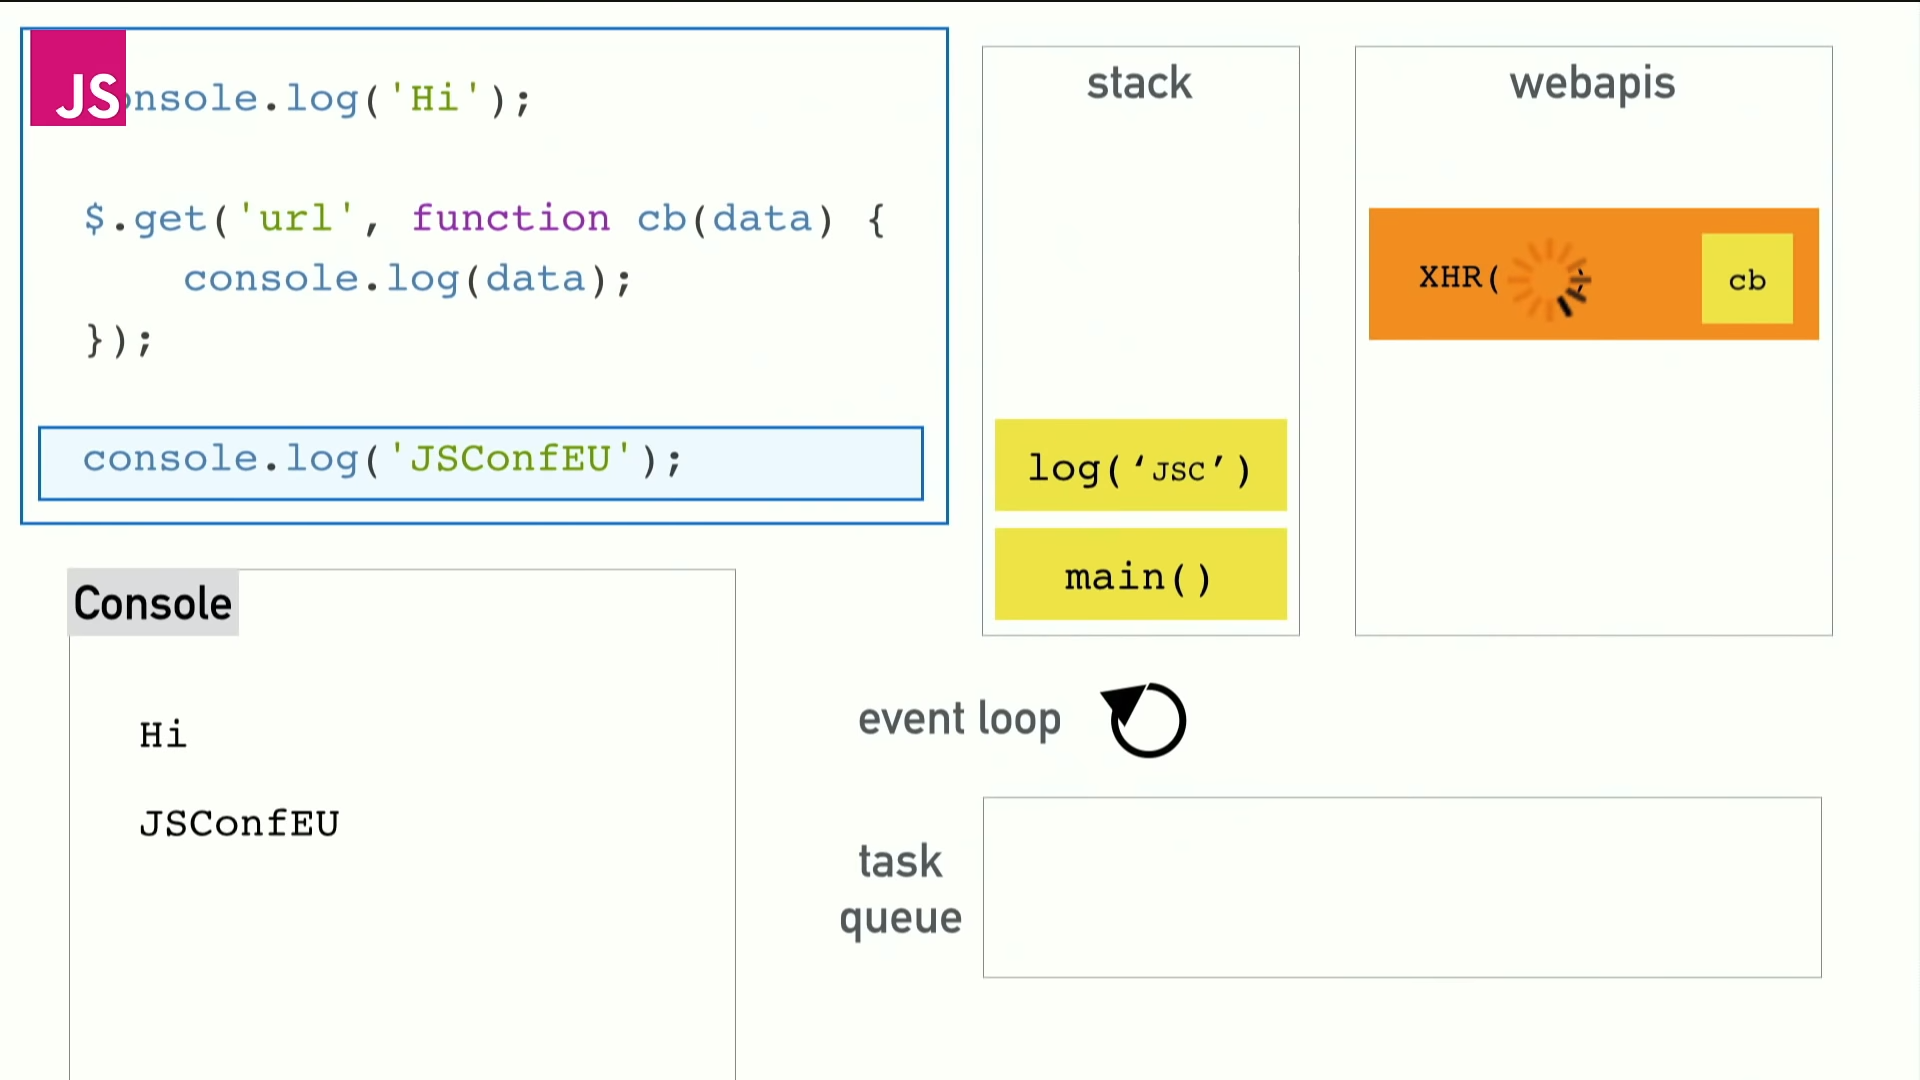 JS
onsole.log('Hi');
$.get('url', function cb(data) {
console.log(data);
});
console.log('JSConfEU');
stack
log(‘JSC’)
main()
webapis
XHR(
cb
Console
Hi
JSConfEU
event loop
task
queue